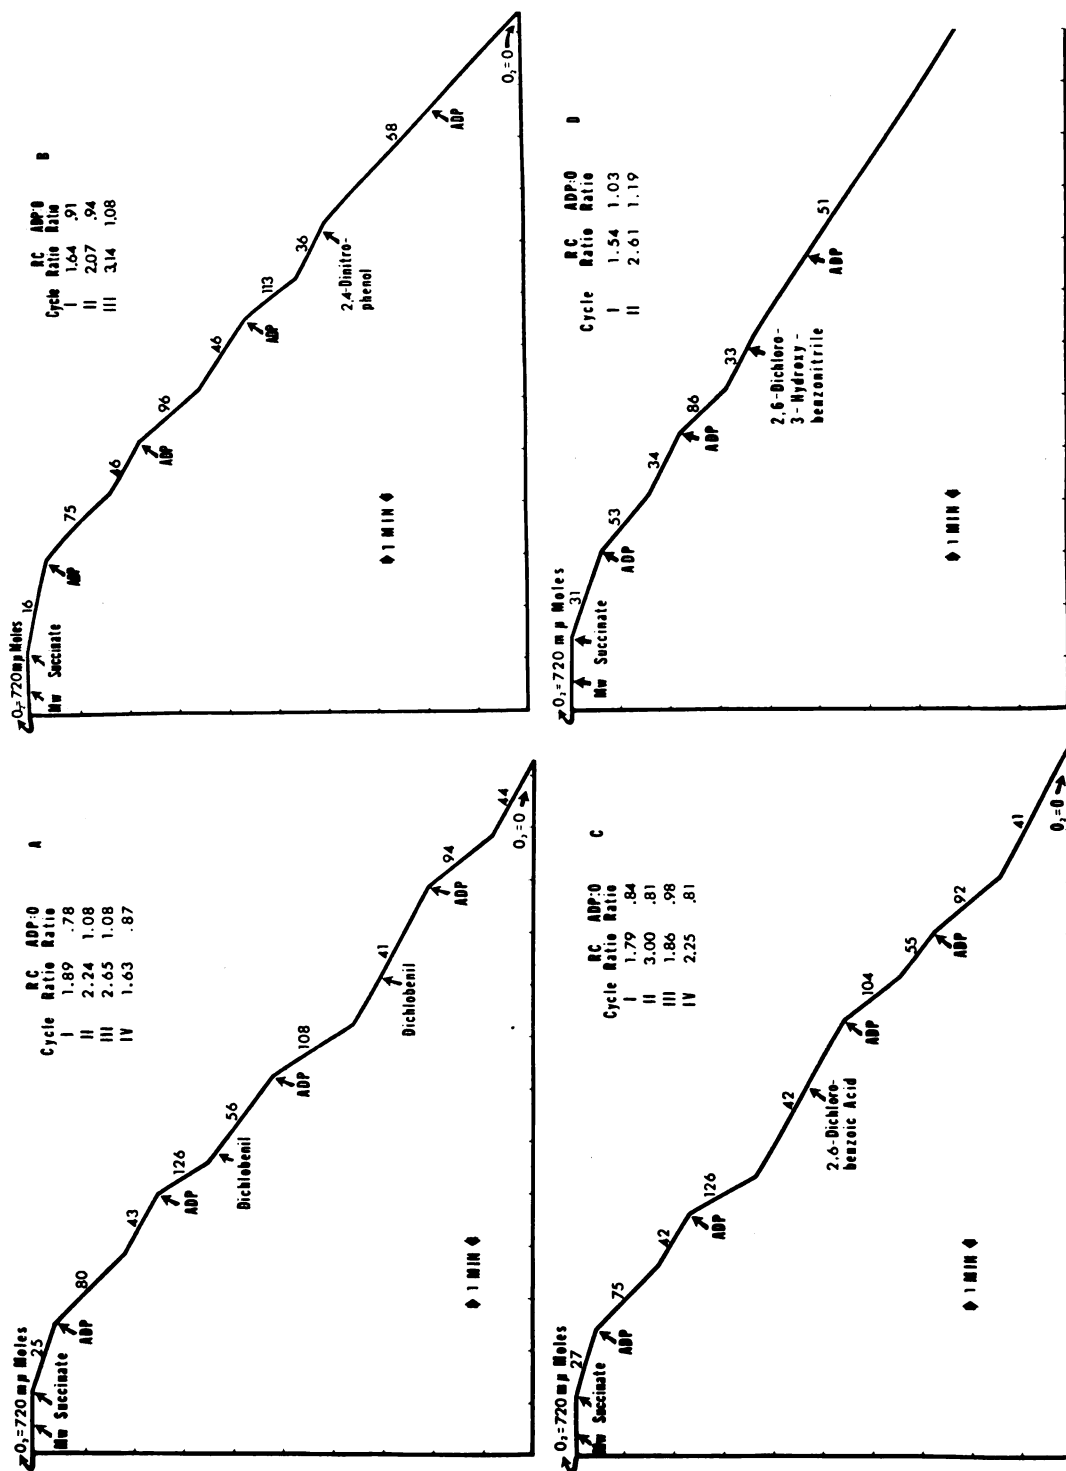 A
Cycle RC Ratio ADP:O Ratio
I 1.89 .78
II 2.24 1.08
III 2.65 1.08
IV 1.63 .87
O₂=720 mµ Moles
Mw Succinate
25
ADP
80
43
ADP
126
Dichlobenil
56
ADP
108
Dichlobenil
41
ADP
94
44
O₂=0
1 MIN
B
Cycle RC Ratio ADP:O Ratio
I 1.64 .91
II 2.07 .94
III 3.14 1.08
O₂=720 mµ Moles
Mw Succinate
16
ADP
75
46
ADP
96
46
ADP
113
36
2,4-Dinitro-
phenol
68
ADP
O₂=0
1 MIN
C
Cycle RC Ratio ADP:O Ratio
I 1.79 .84
II 3.00 .81
III 1.86 .98
IV 2.25 .81
O₂=720 mµ Moles
Mw Succinate
27
ADP
75
42
ADP
126
42
2,6-Dichloro-
benzoic Acid
ADP
104
55
ADP
92
41
O₂=0
1 MIN
D
Cycle RC Ratio ADP:O Ratio
I 1.54 1.03
II 2.61 1.19
O₂=720 mµ Moles
Mw Succinate
31
ADP
53
34
ADP
86
33
2,6-Dichloro-
3-Hydroxy-
benzonitrile
ADP
51
1 MIN